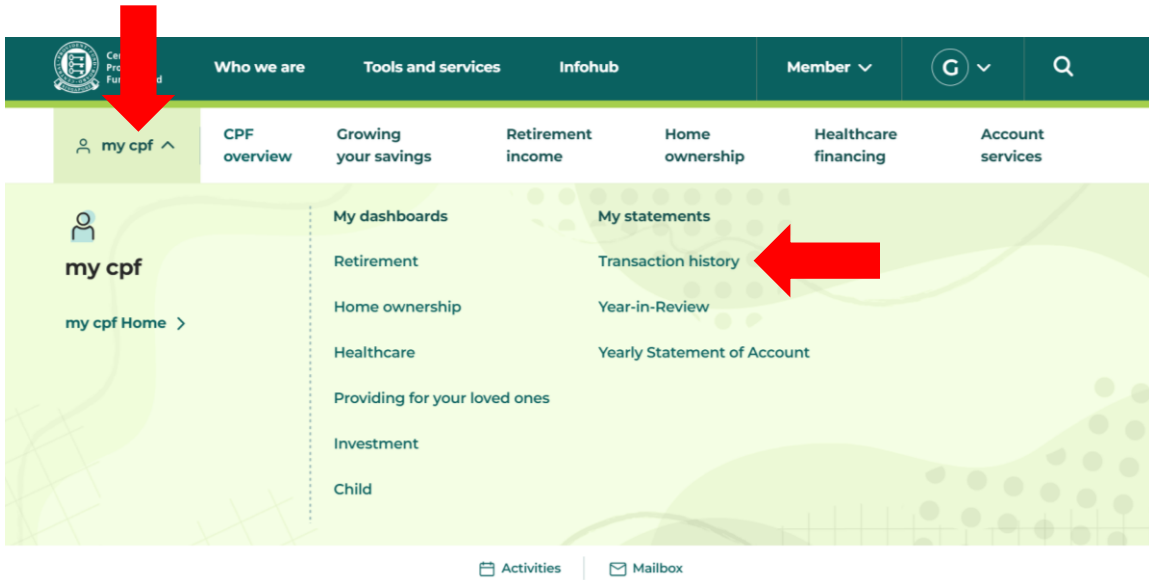 Who we are
Tools and services
Infohub
Member
G
my cpf
CPF
overview
Growing
your savings
Retirement
income
Home
ownership
Healthcare
financing
Account
services
my cpf
my cpf Home
My dashboards
Retirement
Home ownership
Healthcare
Providing for your loved ones
Investment
Child
My statements
Transaction history
Year-in-Review
Yearly Statement of Account
Activities
Mailbox